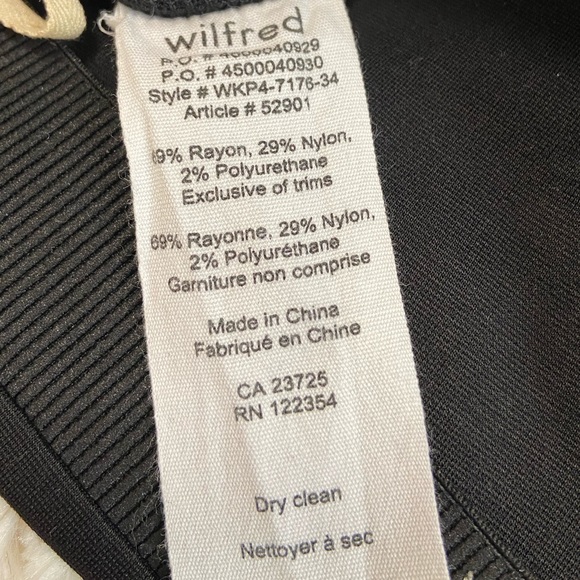 wilfred
P.O. # 4500040929
P.O. # 4500040930
Style # WKP4-7176-34
Article # 52901
69% Rayon, 29% Nylon,
2% Polyurethane
Exclusive of trims
69% Rayonne, 29% Nylon,
2% Polyuréthane
Garniture non comprise
Made in China
Fabriqué en Chine
CA 23725
RN 122354
Dry clean
Nettoyer à sec